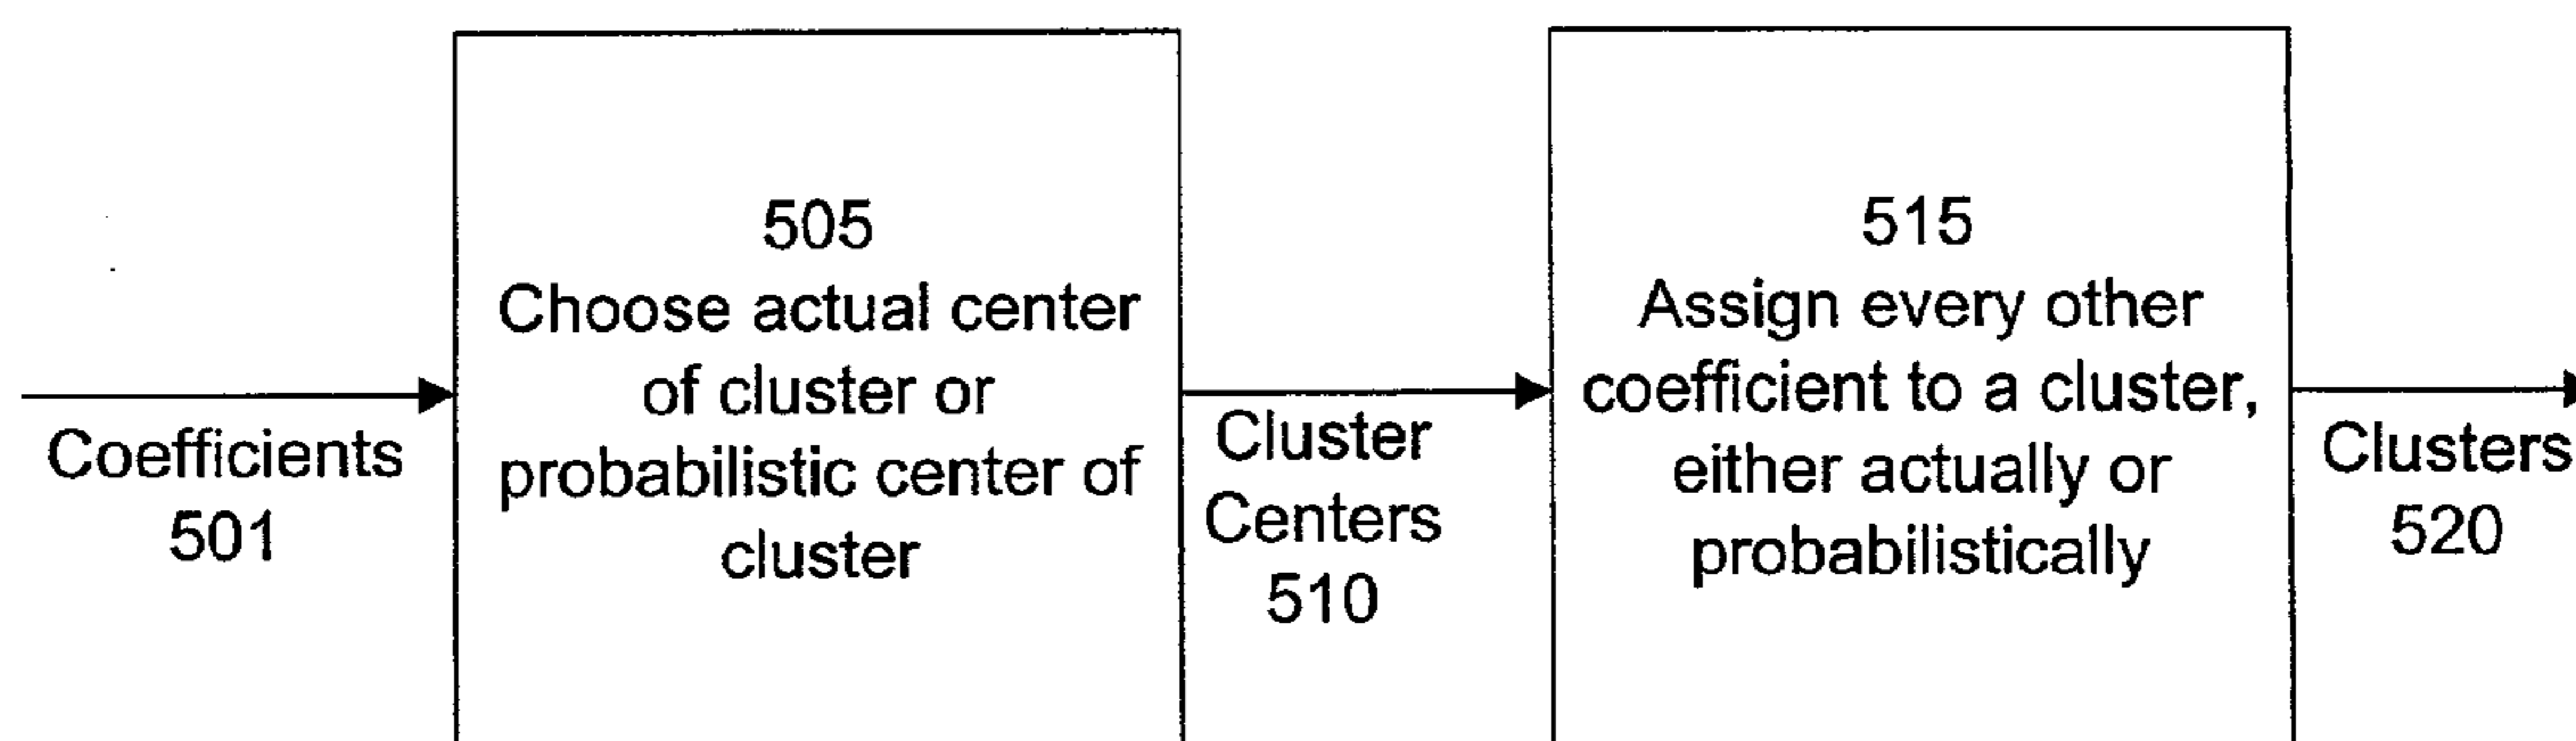 Coefficients
501
505
Choose actual center
of cluster or
probabilistic center of
cluster
Cluster
Centers
510
515
Assign every other
coefficient to a cluster,
either actually or
probabilistically
Clusters
520